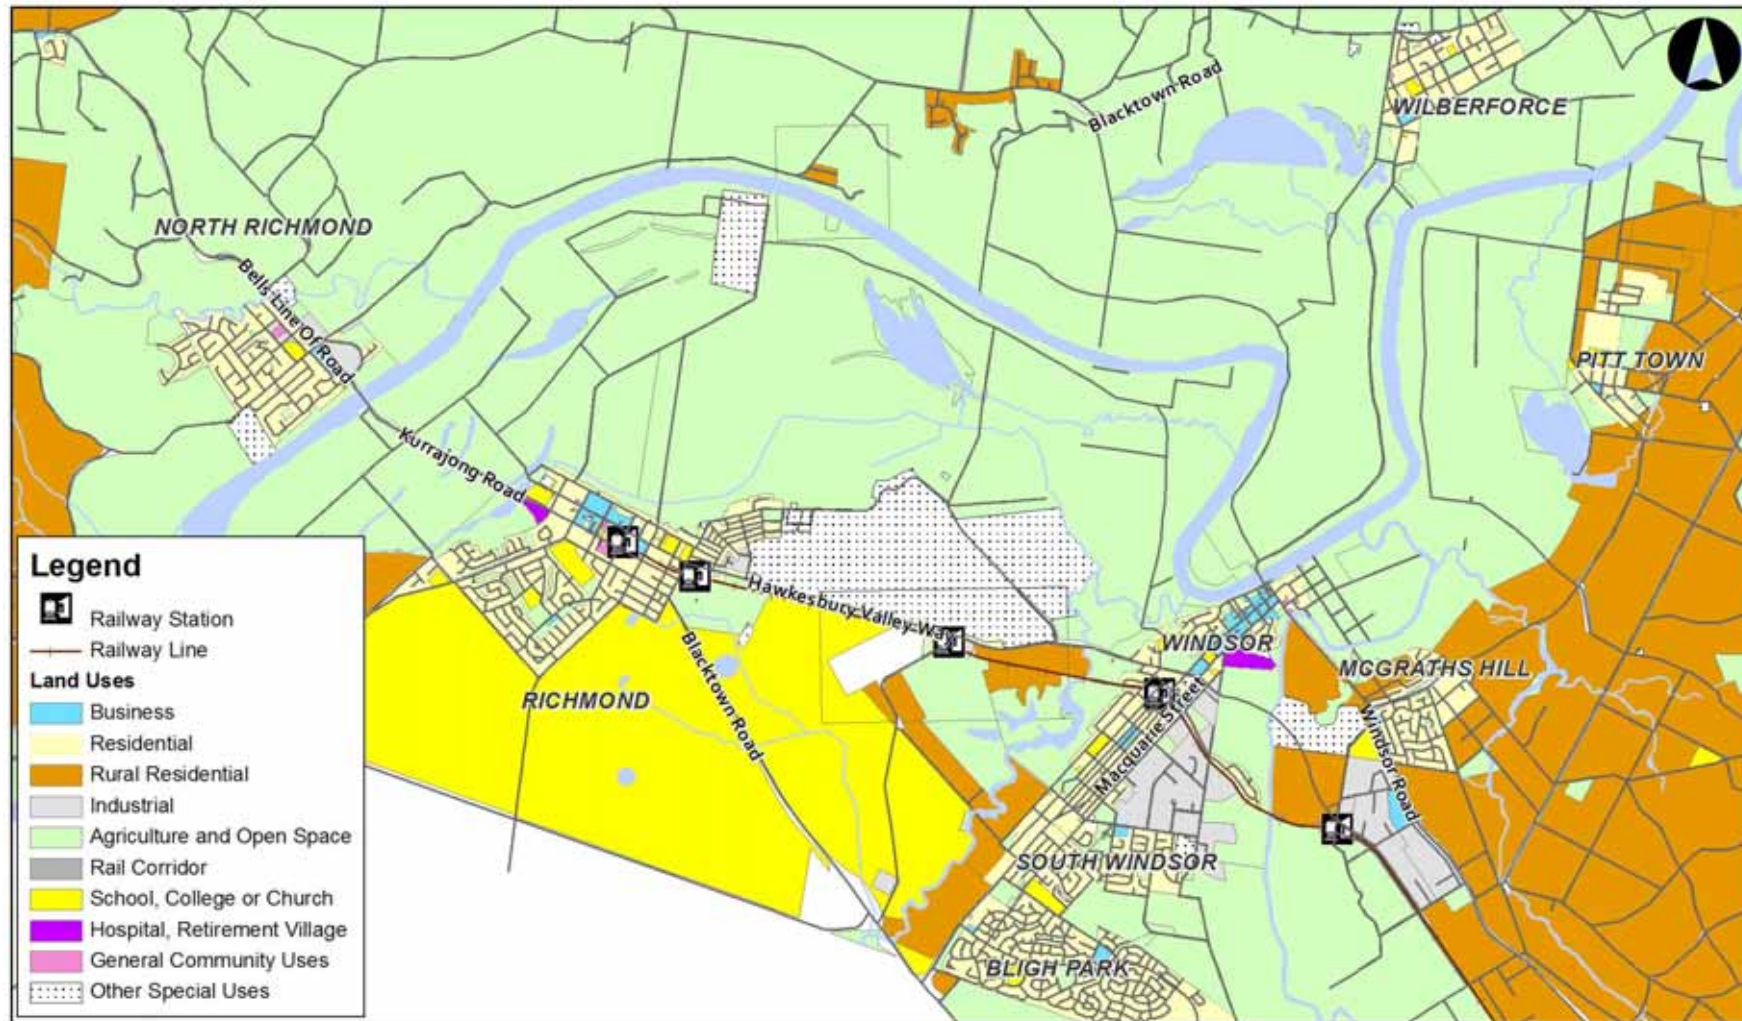 WILBERFORCE
Blacktown Road
NORTH RICHMOND
Bells Line Of Road
PITT TOWN
Kurrajong Road
Hawkesbury Valley Way
WINDSOR
MCGRATHS HILL
RICHMOND
Blacktown Road
Macquarie Street
Windsor Road
SOUTH WINDSOR
BLIGH PARK
Legend
Railway Station
Railway Line
Land Uses
Business
Residential
Rural Residential
Industrial
Agriculture and Open Space
Rail Corridor
School, College or Church
Hospital, Retirement Village
General Community Uses
Other Special Uses